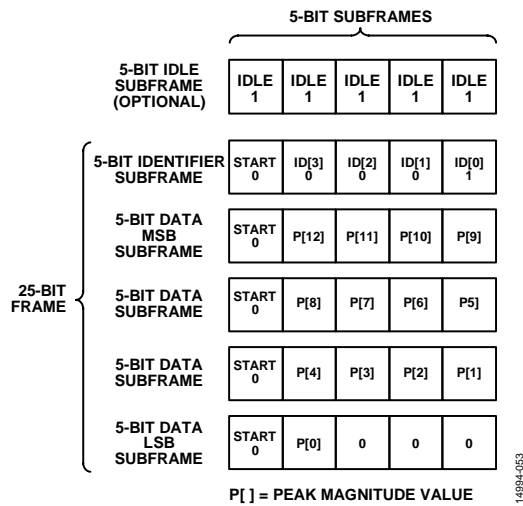 5-BIT SUBFRAMES
5-BIT IDLE
SUBFRAME
(OPTIONAL)
IDLE
1
IDLE
1
IDLE
1
IDLE
1
IDLE
1
25-BIT
FRAME
5-BIT IDENTIFIER
SUBFRAME
START
0
ID[3]
0
ID[2]
0
ID[1]
0
ID[0]
1
5-BIT DATA
MSB
SUBFRAME
START
0
P[12]
P[11]
P[10]
P[9]
5-BIT DATA
SUBFRAME
START
0
P[8]
P[7]
P[6]
P5]
5-BIT DATA
SUBFRAME
START
0
P[4]
P[3]
P[2]
P[1]
5-BIT DATA
LSB
SUBFRAME
START
0
P[0]
0
0
0
P[ ] = PEAK MAGNITUDE VALUE
14994-053